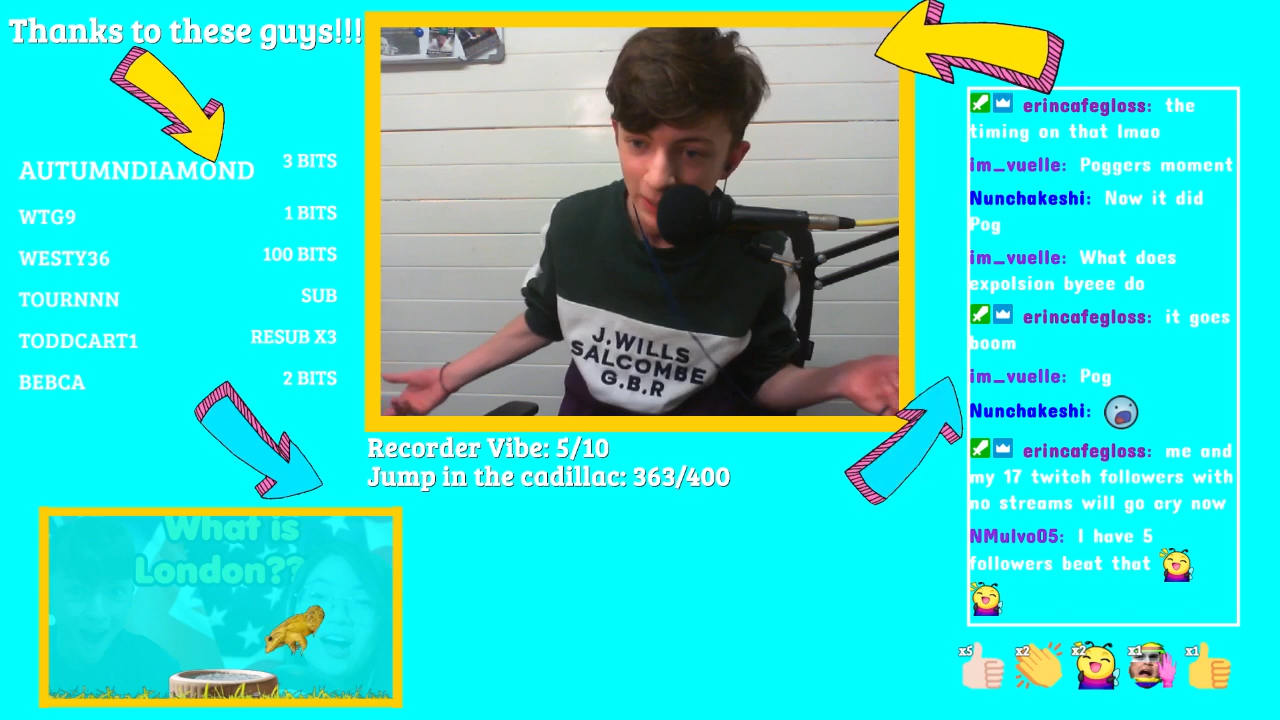 Thanks to these guys!!!
AUTUMNDIAMOND 3 BITS
WTG9 1 BITS
WESTY36 100 BITS
TOURNNN SUB
TODDCART1 RESUB X3
BEBCA 2 BITS
J.WILLS
SALCOMBE
G.B.R
Recorder Vibe: 5/10
Jump in the cadillac: 363/400
What is
London??
erincafegloss: the
timing on that lmao
im_vuelle: Poggers moment
Nunchakeshi: Now it did
Pog
im_vuelle: What does
expolsion byeee do
erincafegloss: it goes
boom
im_vuelle: Pog
Nunchakeshi:
erincafegloss: me and
my 17 twitch followers with
no streams will go cry now
NMulvo05: I have 5
followers beat that
x5 x2 x2 x1 x1